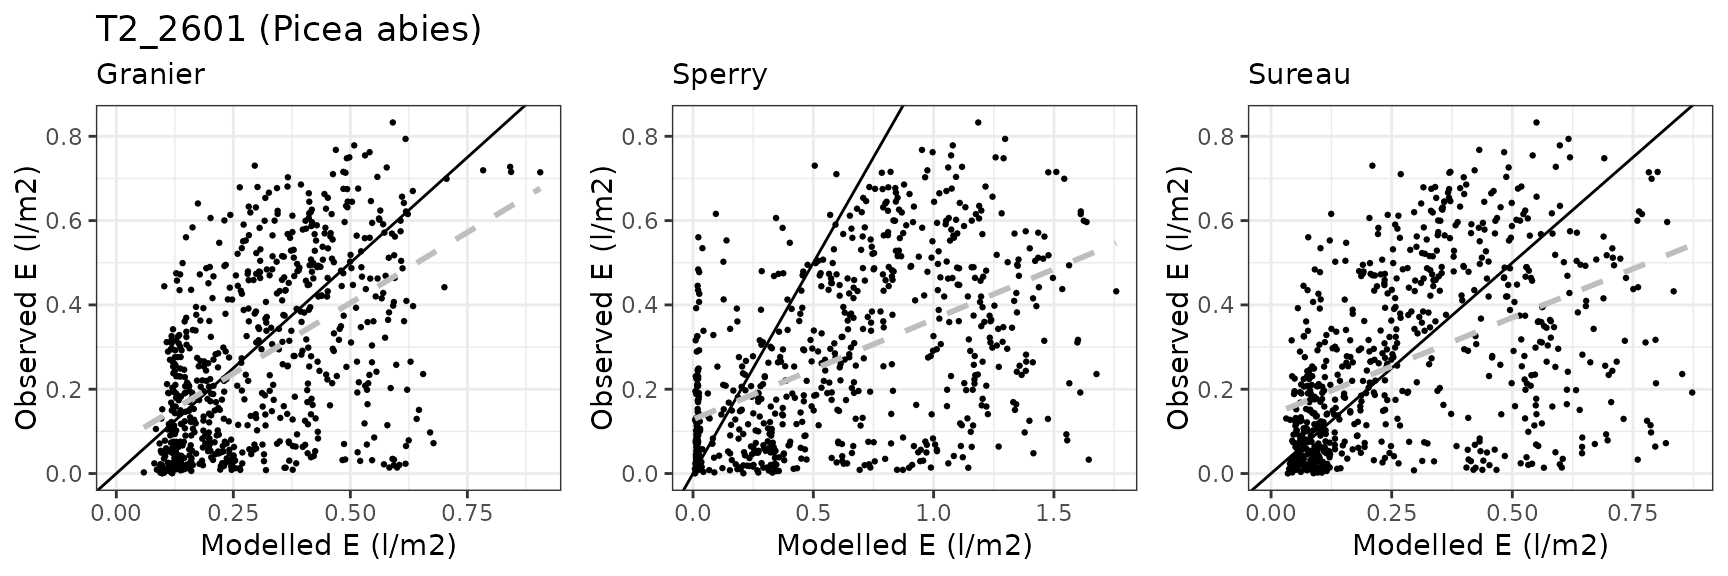 T2_2601 (Picea abies)
Granier
Sperry
Sureau
Observed E (l/m2)
0.8
0.6
0.4
0.2
0.0
0.00 0.25 0.50 0.75
Modelled E (l/m2)
Observed E (l/m2)
0.8
0.6
0.4
0.2
0.0
0.0 0.5 1.0 1.5
Modelled E (l/m2)
Observed E (l/m2)
0.8
0.6
0.4
0.2
0.0
0.00 0.25 0.50 0.75
Modelled E (l/m2)